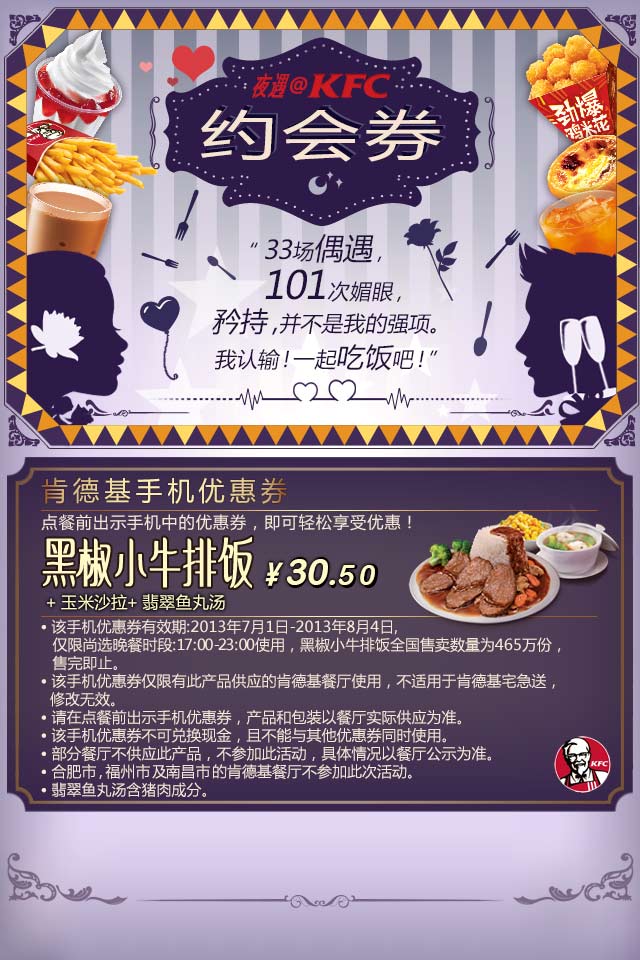 夜遇@KFC
约会券
劲爆
鸡米花
KFC
“ 33场偶遇，
101次媚眼，
矜持，并不是我的强项。
我认输！一起吃饭吧！”
肯德基手机优惠券
点餐前出示手机中的优惠券，即可轻松享受优惠！
黑椒小牛排饭 ¥30.50
+ 玉米沙拉+ 翡翠鱼丸汤
• 该手机优惠券有效期:2013年7月1日-2013年8月4日,
仅限尚选晚餐时段:17:00-23:00使用，黑椒小牛排饭全国售卖数量为465万份，
售完即止。
• 该手机优惠券仅限有此产品供应的肯德基餐厅使用，不适用于肯德基宅急送，
修改无效。
• 请在点餐前出示手机优惠券，产品和包装以餐厅实际供应为准。
• 该手机优惠券不可兑换现金，且不能与其他优惠券同时使用。
• 部分餐厅不供应此产品，不参加此活动，具体情况以餐厅公示为准。
• 合肥市，福州市及南昌市的肯德基餐厅不参加此次活动。
• 翡翠鱼丸汤含猪肉成分。
KFC